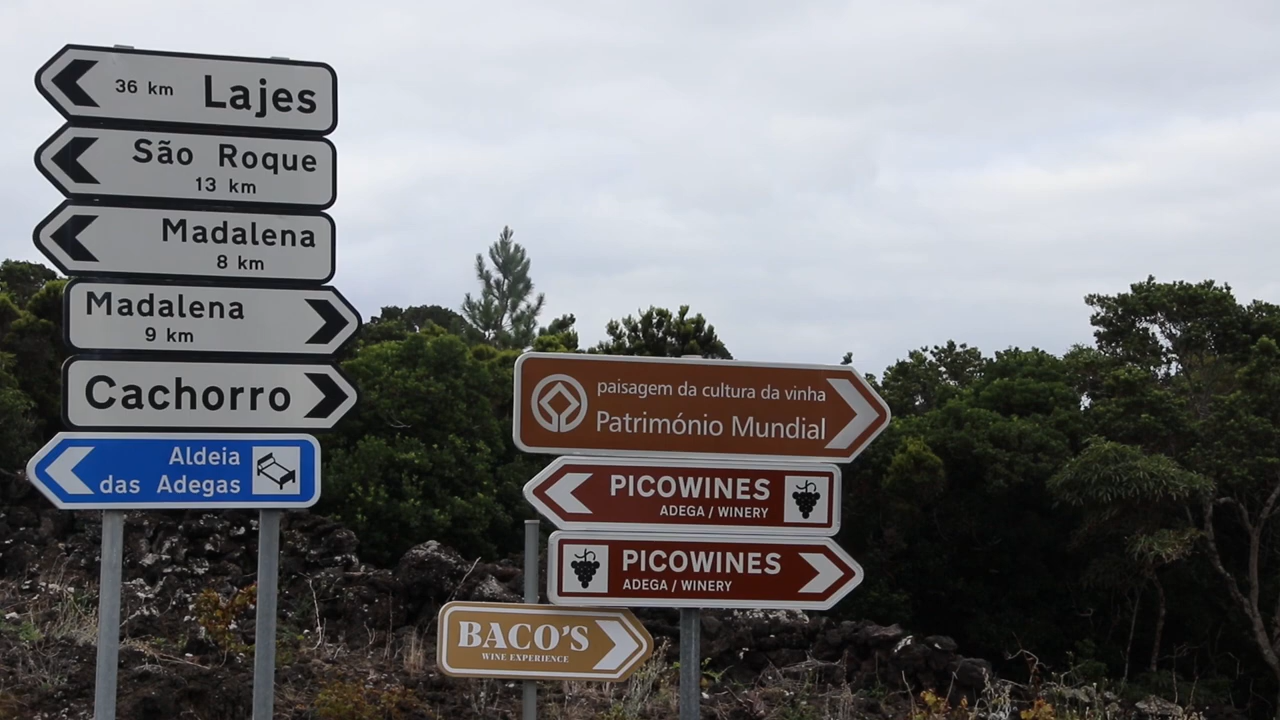 36 km Lajes
São Roque
13 km
Madalena
8 km
Madalena
9 km
Cachorro
Aldeia
das Adegas
paisagem da cultura da vinha
Património Mundial
PICOWINES
ADEGA / WINERY
PICOWINES
ADEGA / WINERY
BACO'S
WINE EXPERIENCE